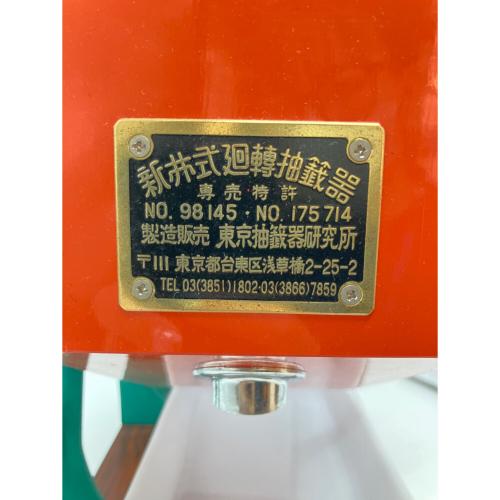 新井式廻轉抽籤器
専売特許
NO. 98145・NO. 175714
製造販売 東京抽籤器研究所
〒111 東京都台東区浅草橋2-25-2
TEL 03(3851)1802・03(3866)7859